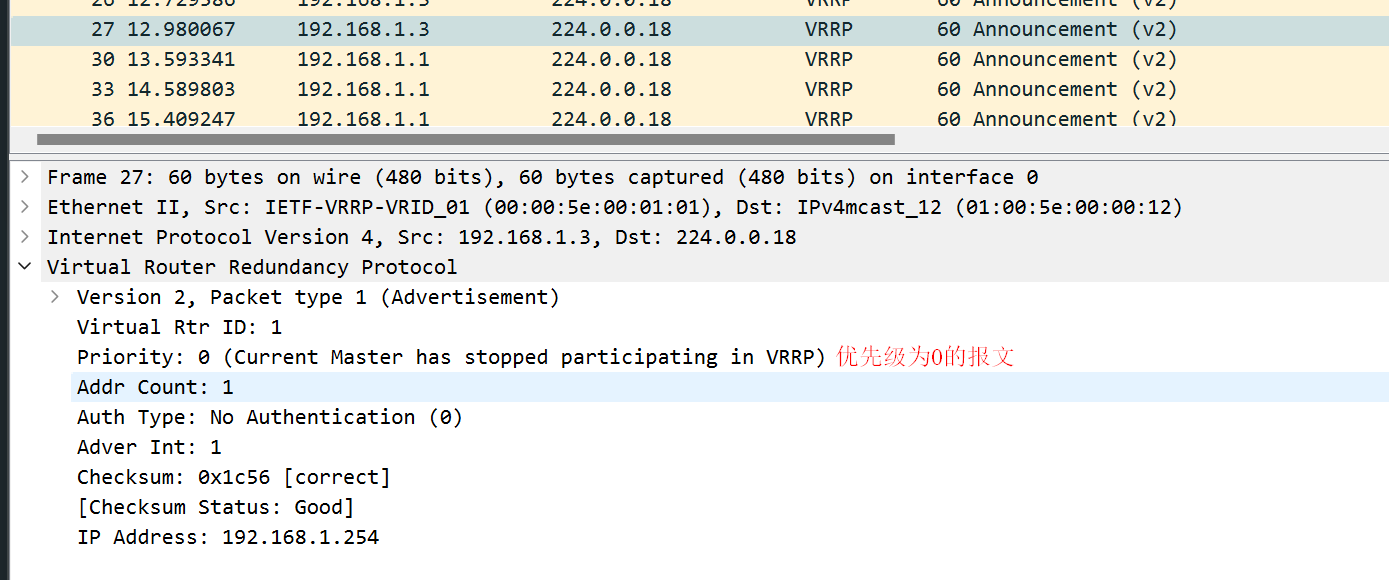 26 12.729386 192.168.1.3 224.0.0.18 VRRP 60 Announcement (v2)
27 12.980067 192.168.1.3 224.0.0.18 VRRP 60 Announcement (v2)
30 13.593341 192.168.1.1 224.0.0.18 VRRP 60 Announcement (v2)
33 14.589803 192.168.1.1 224.0.0.18 VRRP 60 Announcement (v2)
36 15.409247 192.168.1.1 224.0.0.18 VRRP 60 Announcement (v2)
Frame 27: 60 bytes on wire (480 bits), 60 bytes captured (480 bits) on interface 0
Ethernet II, Src: IETF-VRRP-VRID_01 (00:00:5e:00:01:01), Dst: IPv4mcast_12 (01:00:5e:00:00:12)
Internet Protocol Version 4, Src: 192.168.1.3, Dst: 224.0.0.18
Virtual Router Redundancy Protocol
Version 2, Packet type 1 (Advertisement)
Virtual Rtr ID: 1
Priority: 0 (Current Master has stopped participating in VRRP) 优先级为0的报文
Addr Count: 1
Auth Type: No Authentication (0)
Adver Int: 1
Checksum: 0x1c56 [correct]
[Checksum Status: Good]
IP Address: 192.168.1.254